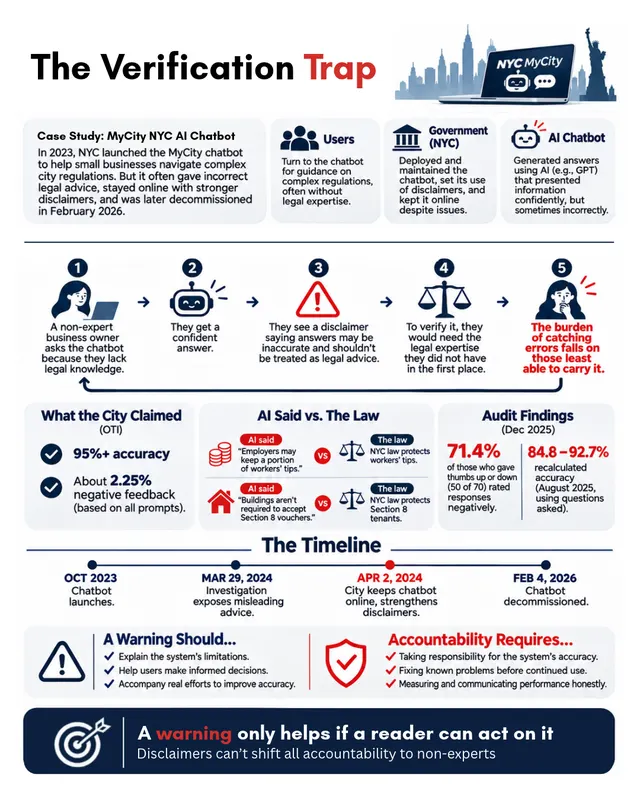 The Verification Trap
NYC MyCity
Case Study: MyCity NYC AI Chatbot
In 2023, NYC launched the MyCity chatbot
to help small businesses navigate complex
city regulations. But it often gave incorrect
legal advice, stayed online with stronger
disclaimers, and was later decommissioned
in February 2026.
Users
Turn to the chatbot
for guidance on
complex regulations,
often without
legal expertise.
Government
(NYC)
Deployed and
maintained the
chatbot, set its use
of disclaimers, and
kept it online
despite issues.
AI Chatbot
Generated answers
using AI (e.g., GPT)
that presented
information
confidently, but
sometimes incorrectly.
1
A non-expert
business owner
asks the chatbot
because they lack
legal knowledge.
2
They get a
confident
answer.
3
They see a disclaimer
saying answers may be
inaccurate and shouldn't
be treated as legal advice.
4
To verify it, they
would need the
legal expertise
they did not have
in the first place.
5
The burden
of catching
errors falls on
those least
able to carry it.
What the City Claimed
(OTI)
95%+ accuracy
About 2.25%
negative feedback
(based on all prompts).
AI Said vs. The Law
AI said
"Employers may
keep a portion
of workers' tips."
VS
The law
NYC law protects
workers' tips.
AI said
"Buildings aren't
required to accept
Section 8 vouchers."
VS
The law
NYC law protects
Section 8
tenants.
Audit Findings
(Dec 2025)
71.4%
of those who gave
thumbs up or down
(50 of 70) rated
responses
negatively.
84.8–92.7%
recalculated
accuracy
(August 2025,
using questions
asked).
The Timeline
OCT 2023
Chatbot
launches.
MAR 29, 2024
Investigation
exposes misleading
advice.
APR 2, 2024
City keeps chatbot
online, strengthens
disclaimers.
FEB 4, 2026
Chatbot
decommissioned.
A Warning Should...
Explain the system's limitations.
Help users make informed decisions.
Accompany real efforts to improve accuracy.
Accountability Requires...
Taking responsibility for the system's accuracy.
Fixing known problems before continued use.
Measuring and communicating performance honestly.
A warning only helps if a reader can act on it
Disclaimers can't shift all accountability to non-experts